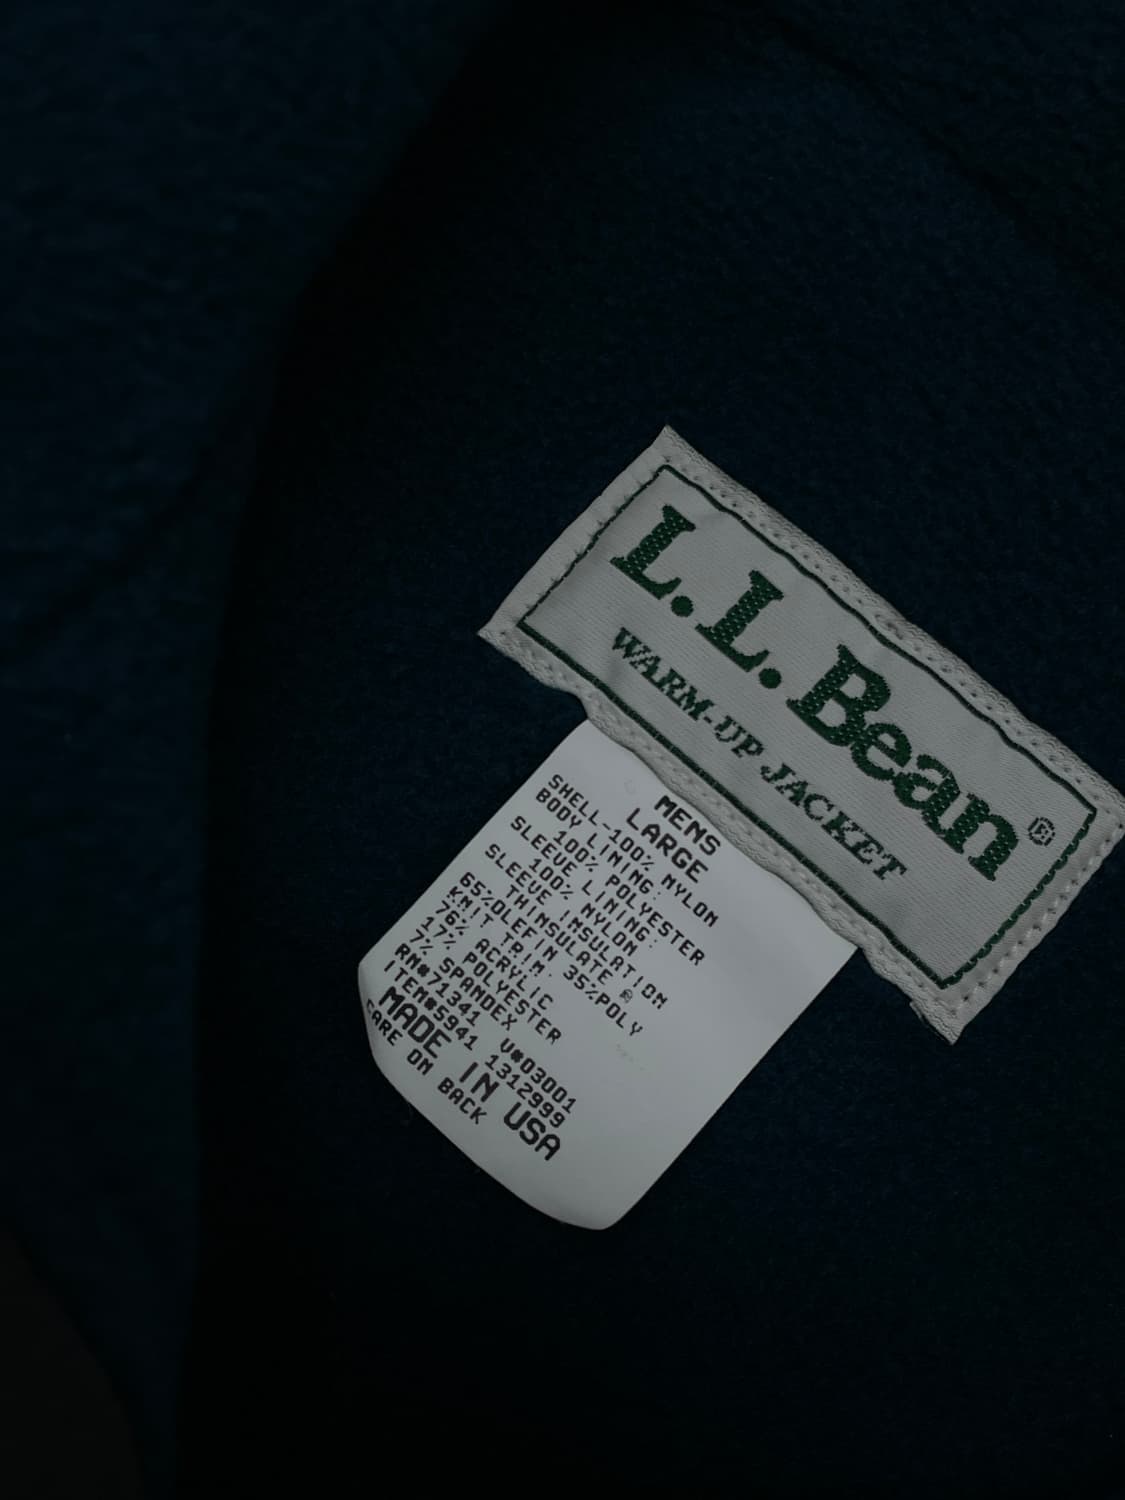 L.L.Bean®
WARM-UP JACKET
MENS
LARGE
SHELL-100% NYLON
BODY LINING:
100% POLYESTER
SLEEVE LINING:
100% NYLON
SLEEVE INSULATION
THINSULATE ®
65%OLEFIN 35%POLY
KNIT TRIM:
76% ACRYLIC
17% POLYESTER
7% SPANDEX
RN#71341 V#03001
ITEM#5941 1312999
MADE IN USA
CARE ON BACK